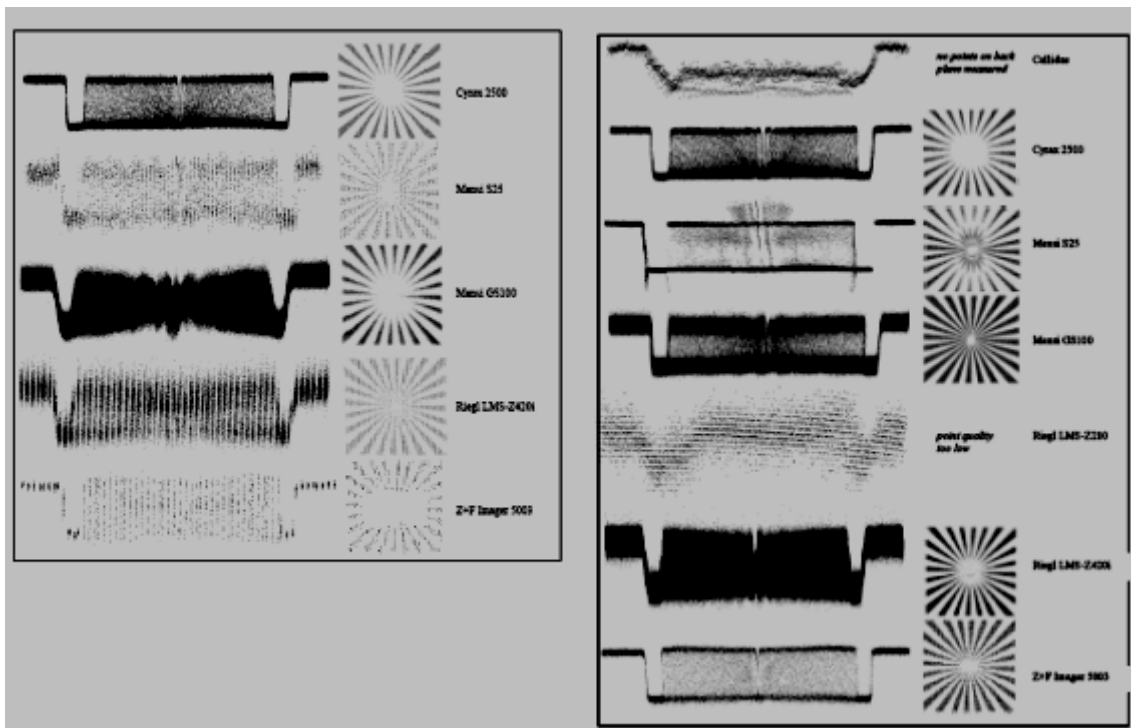 Cyrax 2500
Mensi S25
Mensi GS100
Riegl LMS-Z420i
Z+F Imager 5003
no points on back
plane measured
Callidus
Cyrax 2500
Mensi S25
Mensi GS100
point quality
too low
Riegl LMS-Z210
Riegl LMS-Z420i
Z+F Imager 5003